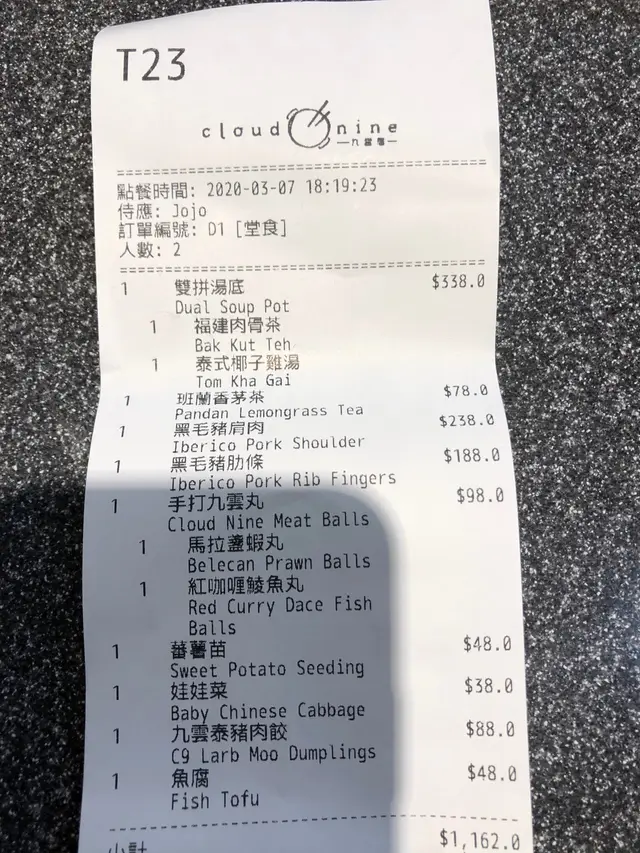 T23
cloud nine
九雲居
點餐時間: 2020-03-07 18:19:23
侍應: Jojo
訂單編號: D1 [堂食]
人數: 2
1 雙拼湯底 $338.0
Dual Soup Pot
1 福建肉骨茶
Bak Kut Teh
1 泰式椰子雞湯
Tom Kha Gai
1 班蘭香茅茶 $78.0
Pandan Lemongrass Tea
1 黑毛豬肩肉 $238.0
Iberico Pork Shoulder
1 黑毛豬肋條 $188.0
Iberico Pork Rib Fingers
1 手打九雲丸 $98.0
Cloud Nine Meat Balls
1 馬拉盞蝦丸
Belecan Prawn Balls
1 紅咖喱鯪魚丸
Red Curry Dace Fish
Balls
1 蕃薯苗 $48.0
Sweet Potato Seeding
1 娃娃菜 $38.0
Baby Chinese Cabbage
1 九雲泰豬肉餃 $88.0
C9 Larb Moo Dumplings
1 魚腐 $48.0
Fish Tofu
小計 $1,162.0